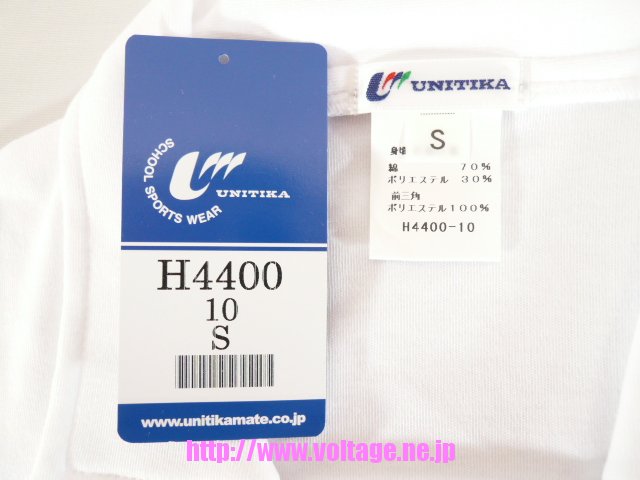 SCHOOL SPORTS WEAR
UNITIKA
H4400
10
S
www.unitikamate.co.jp
UNITIKA
S
綿 70%
ポリエステル 30%
前三角
ポリエステル100%
H4400-10
http://www.voltage.ne.jp